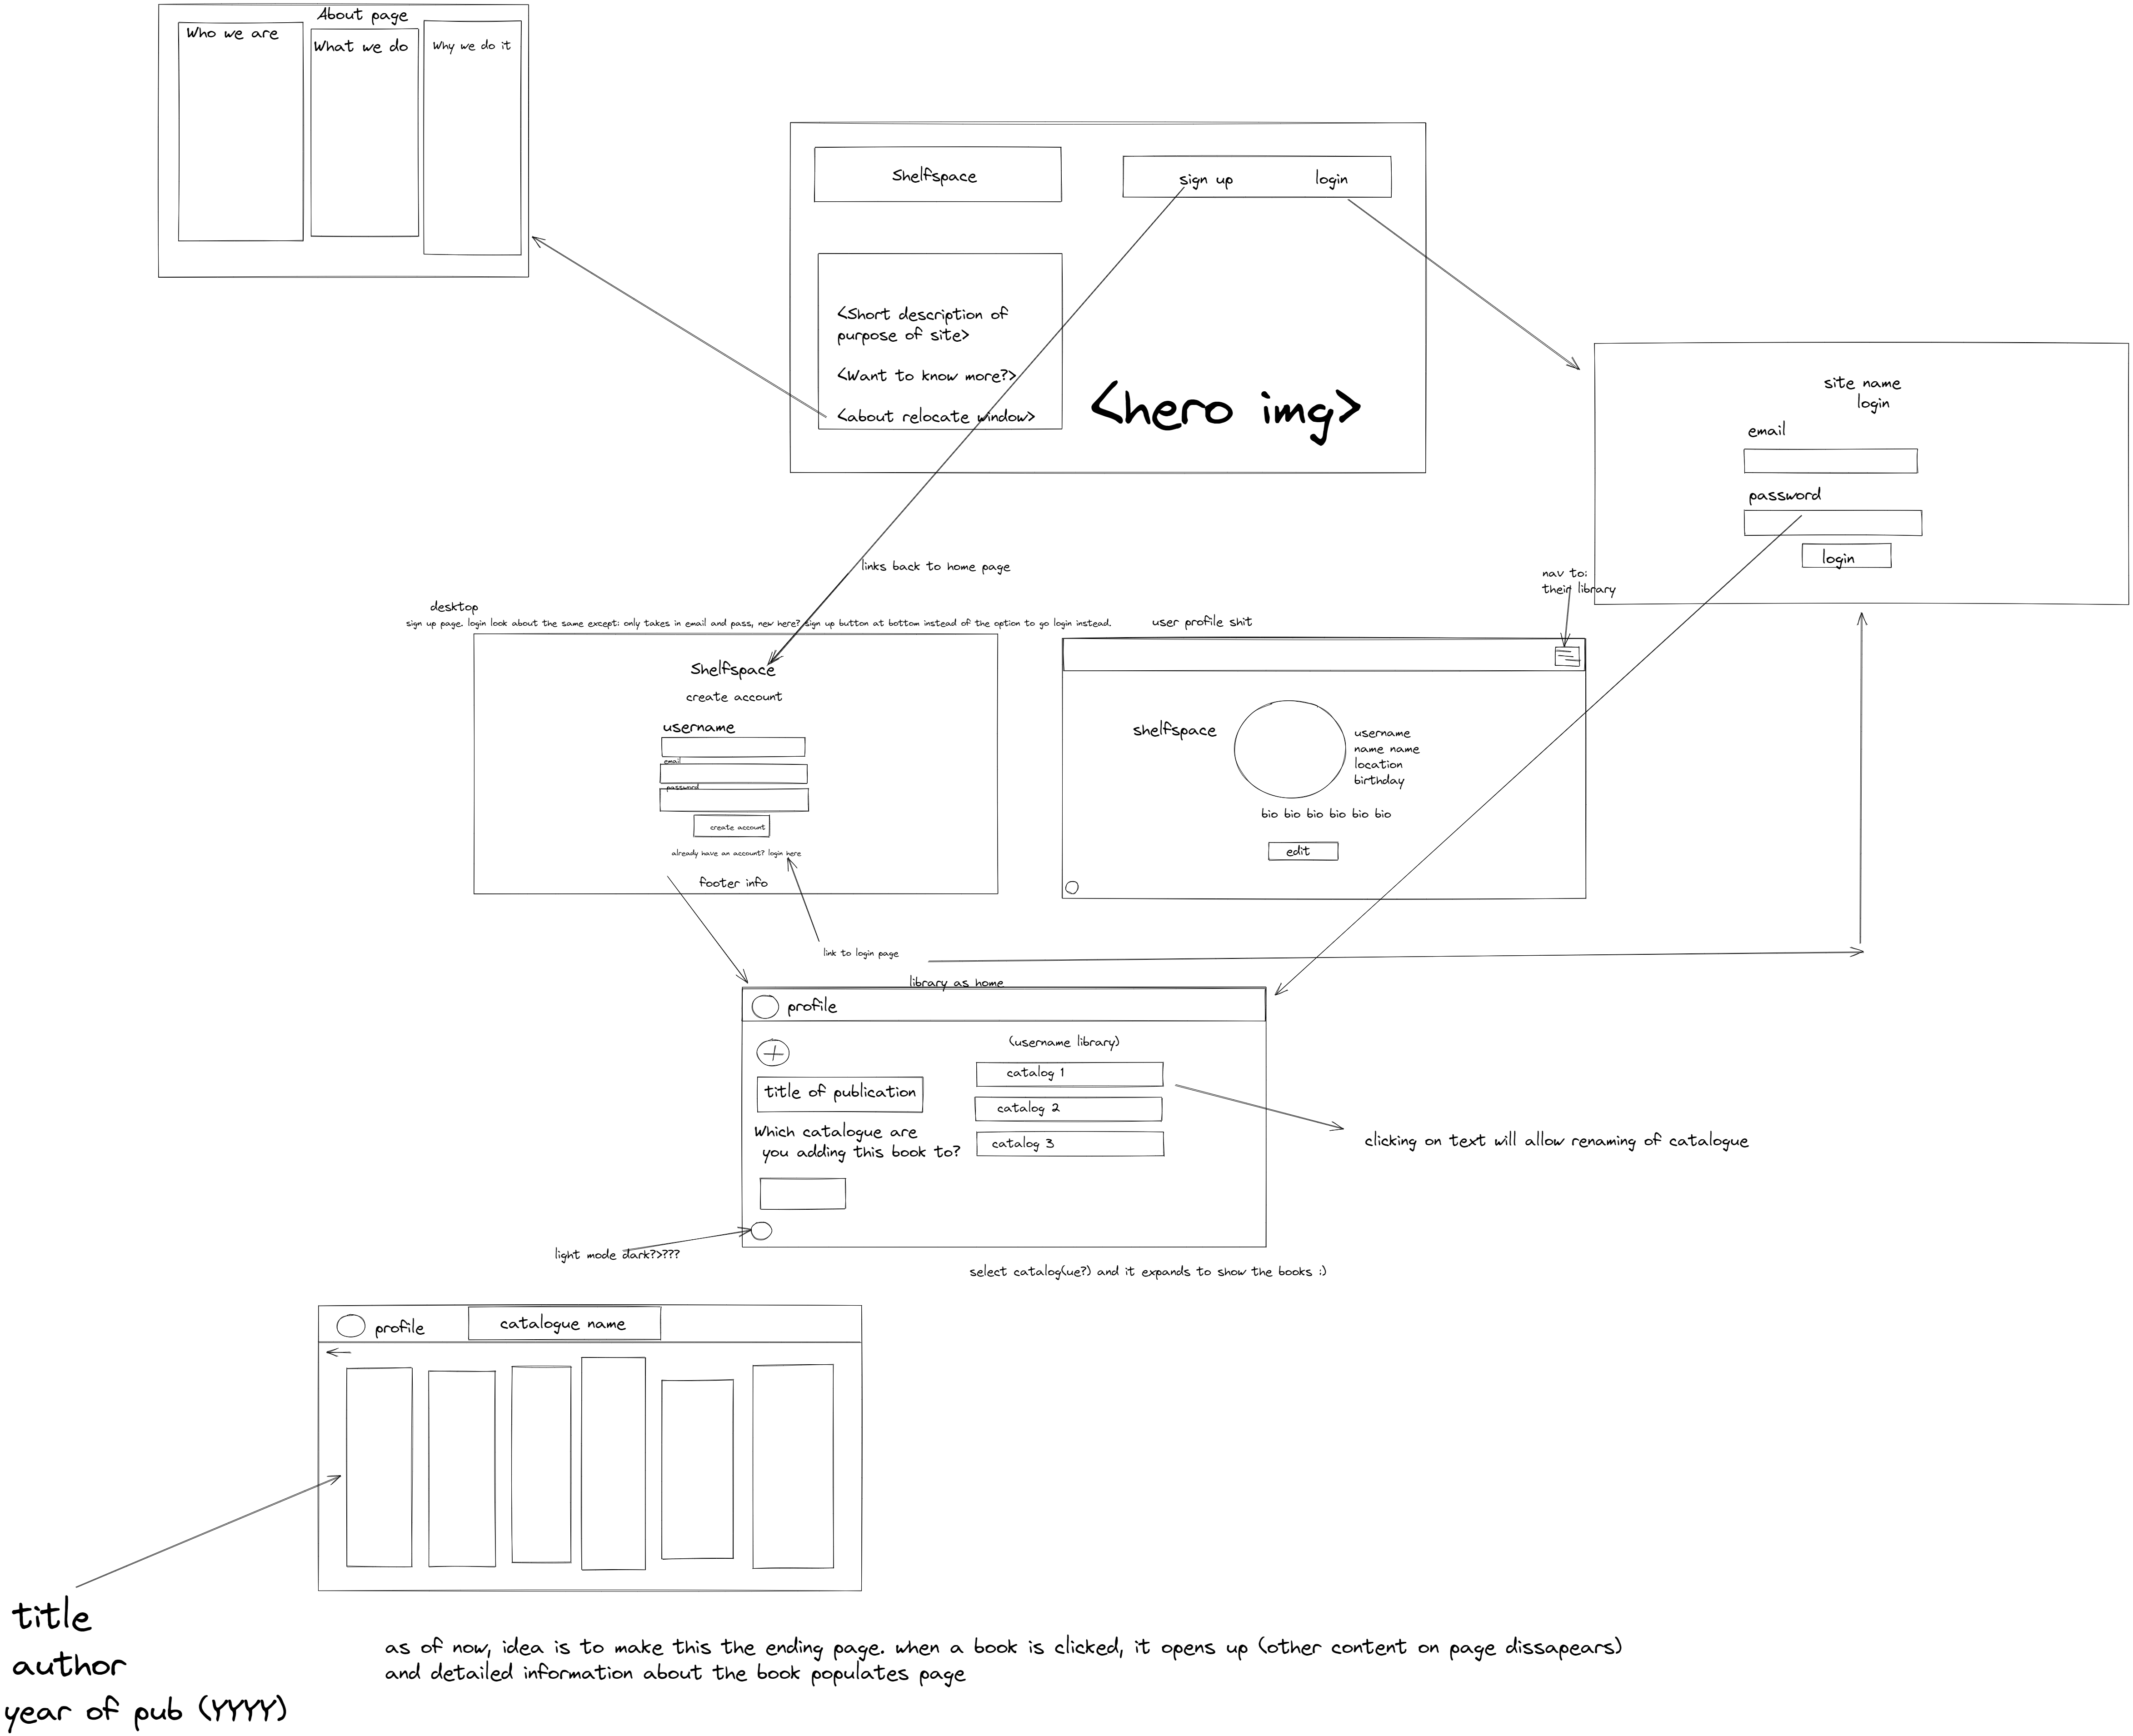 About page
Who we are
What we do
Why we do it
Shelfspace
sign up
login
<Short description of
purpose of site>
<Want to know more?>
<about relocate window>
<hero img>
site name
login
email
password
login
links back to home page
nav to:
their library
desktop
sign up page. login look about the same except: only takes in email and pass, new here? sign up button at bottom instead of the option to go login instead.
Shelfspace
create account
username
email
password
create account
already have an account? login here
footer info
user profile shit
shelfspace
username
name name
location
birthday
bio bio bio bio bio bio
edit
link to login page
library as home
profile
(username library)
title of publication
Which catalogue are
you adding this book to?
catalog 1
catalog 2
catalog 3
clicking on text will allow renaming of catalogue
light mode dark?>???
select catalog(ue?) and it expands to show the books :)
profile
catalogue name
title
author
year of pub (YYYY)
as of now, idea is to make this the ending page. when a book is clicked, it opens up (other content on page dissapears)
and detailed information about the book populates page